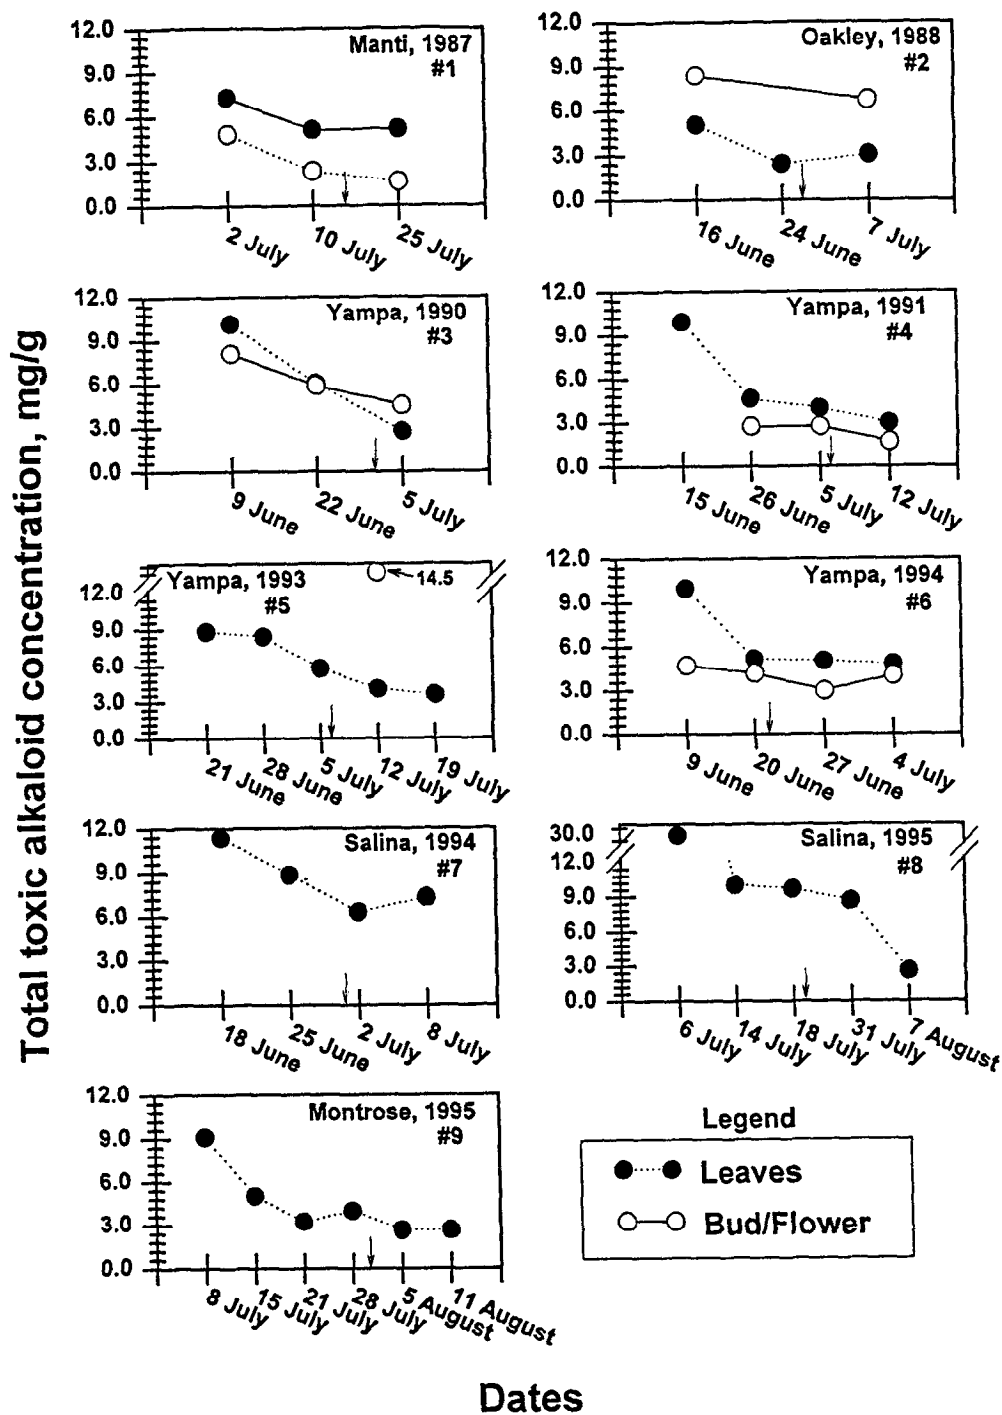 Total toxic alkaloid concentration, mg/g
12.0
9.0
6.0
3.0
0.0
Manti, 1987
#1
2 July
10 July
25 July
12.0
9.0
6.0
3.0
0.0
Oakley, 1988
#2
16 June
24 June
7 July
12.0
9.0
6.0
3.0
0.0
Yampa, 1990
#3
9 June
22 June
5 July
12.0
9.0
6.0
3.0
0.0
Yampa, 1991
#4
15 June
26 June
5 July
12 July
12.0
9.0
6.0
3.0
0.0
Yampa, 1993
#5
14.5
21 June
28 June
5 July
12 July
19 July
12.0
9.0
6.0
3.0
0.0
Yampa, 1994
#6
9 June
20 June
27 June
4 July
12.0
9.0
6.0
3.0
0.0
Salina, 1994
#7
18 June
25 June
2 July
8 July
30.0
12.0
9.0
6.0
3.0
0.0
Salina, 1995
#8
6 July
14 July
18 July
31 July
7 August
12.0
9.0
6.0
3.0
0.0
Montrose, 1995
#9
8 July
15 July
21 July
28 July
5 August
11 August
Legend
Leaves
Bud/Flower
Dates